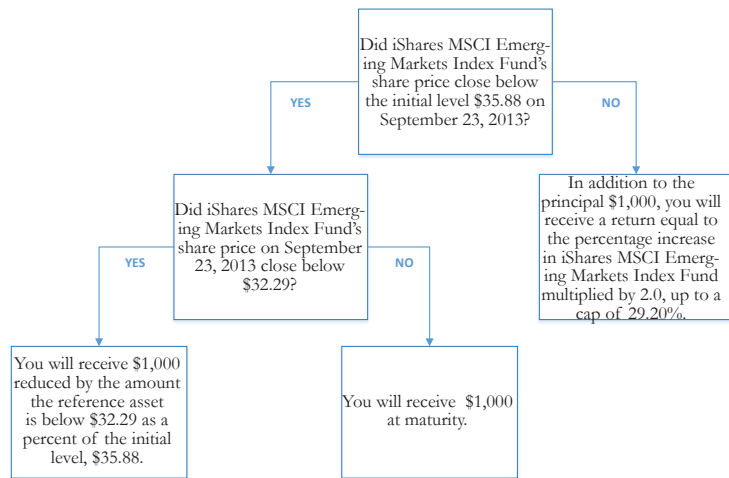 Did iShares MSCI Emerg-
ing Markets Index Fund's
share price close below
the initial level $35.88 on
September 23, 2013?
YES
NO
Did iShares MSCI Emerg-
ing Markets Index Fund's
share price on September
23, 2013 close below
$32.29?
In addition to the
principal $1,000, you will
receive a return equal to
the percentage increase
in iShares MSCI Emerg-
ing Markets Index Fund
multiplied by 2.0, up to a
cap of 29.20%.
YES
NO
You will receive $1,000
reduced by the amount
the reference asset
is below $32.29 as a
percent of the initial
level, $35.88.
You will receive $1,000
at maturity.